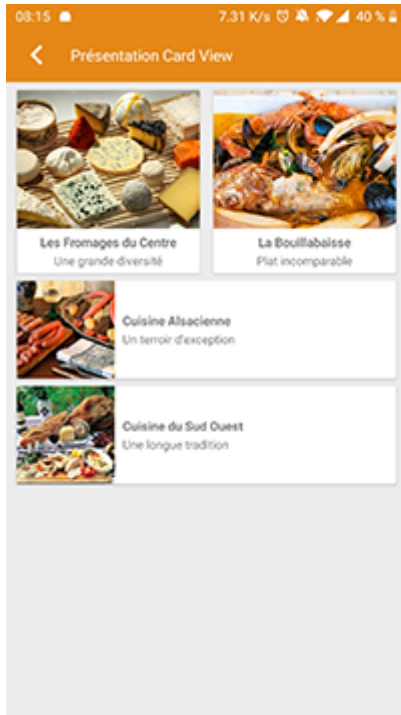 08:15 7.31 K/s 40 %
Présentation Card View
Les Fromages du Centre
Une grande diversité
La Bouillabaisse
Plat incomparable
Cuisine Alsacienne
Un terroir d'exception
Cuisine du Sud Ouest
Une longue tradition